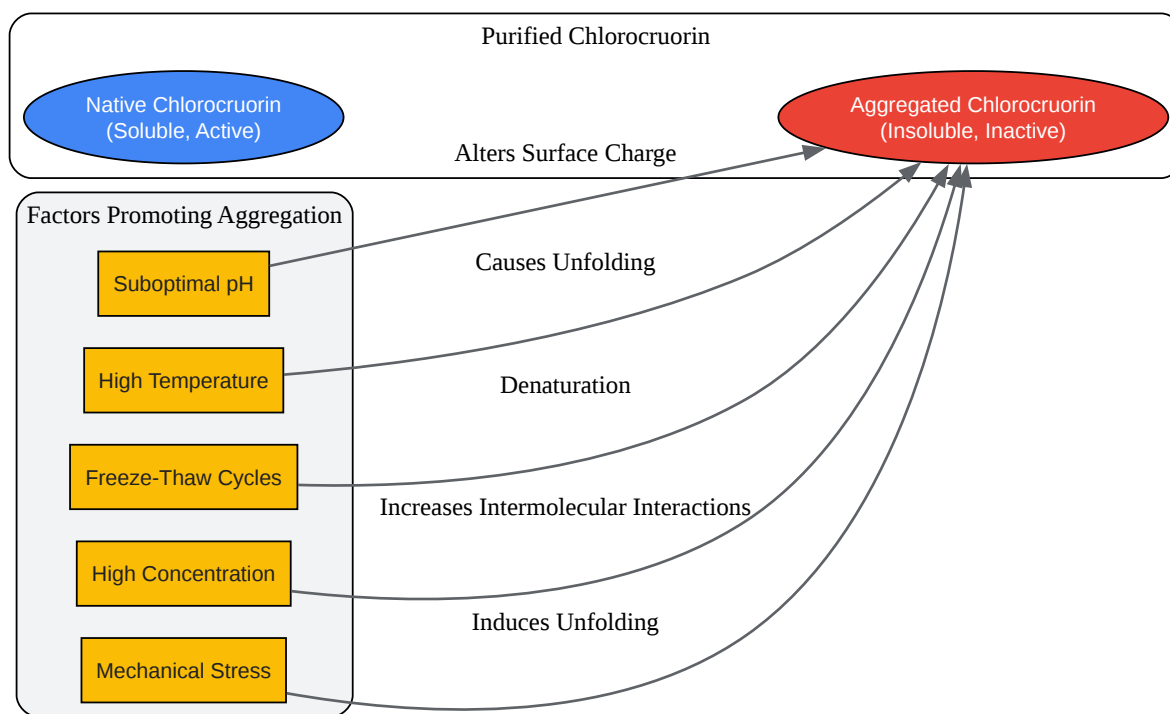 Purified Chlorocruorin
Native Chlorocruorin
(Soluble, Active)
Aggregated Chlorocruorin
(Insoluble, Inactive)
Alters Surface Charge
Factors Promoting Aggregation
Suboptimal pH
Causes Unfolding
High Temperature
Denaturation
Freeze-Thaw Cycles
Increases Intermolecular Interactions
High Concentration
Induces Unfolding
Mechanical Stress